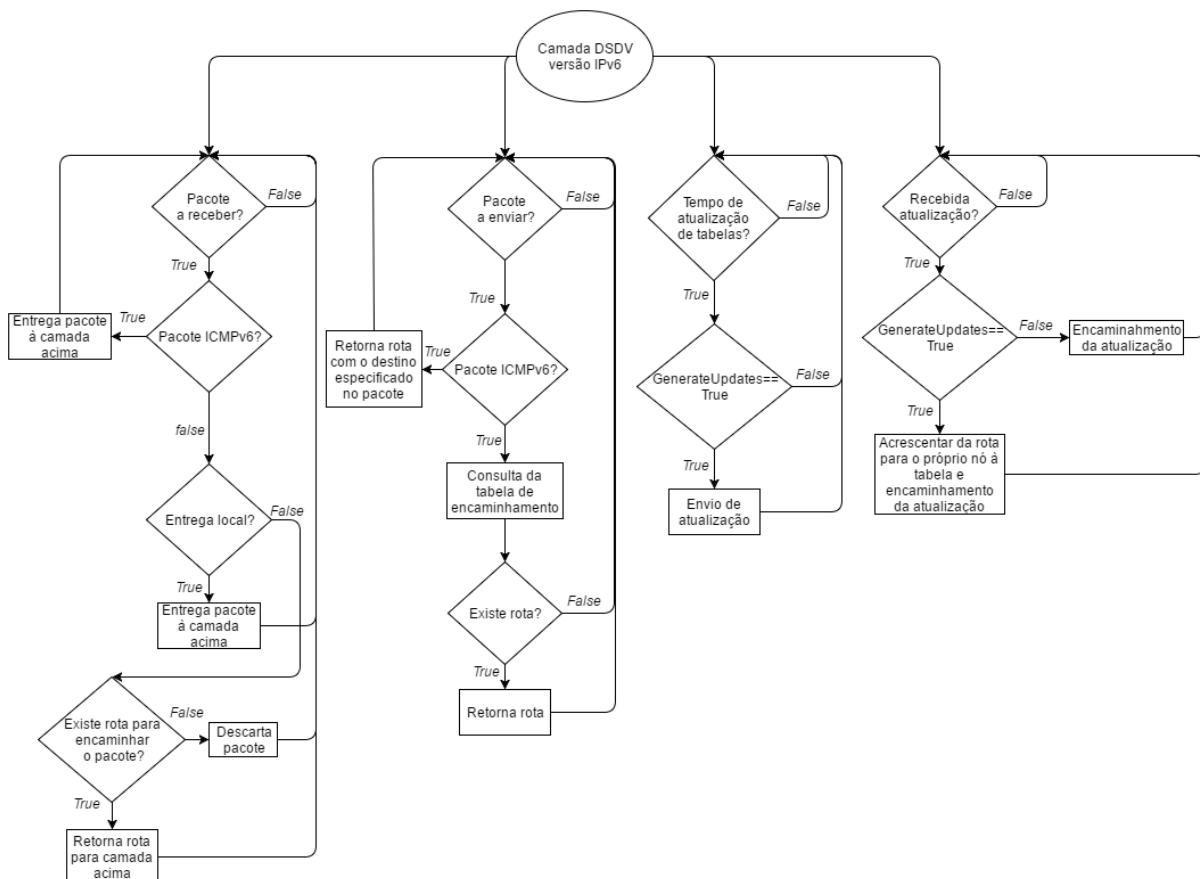 Camada DSDV
versão IPv6
Pacote
a receber?
False
True
Pacote ICMPv6?
True
Entrega pacote
à camada
acima
false
Entrega local?
False
True
Entrega pacote
à camada
acima
Existe rota para
encaminhar
o pacote?
False
Descarta
pacote
True
Retorna rota
para camada
acima
Pacote
a enviar?
False
True
Pacote ICMPv6?
True
Retorna rota
com o destino
especificado
no pacote
True
Consulta da
tabela de
encaminhamento
Existe rota?
False
True
Retorna rota
Tempo de
atualização
de tabelas?
False
True
GenerateUpdates==
True
False
True
Envio de
atualização
Recebida
atualização?
False
True
GenerateUpdates==
True
False
Encaminahmento
da atualização
True
Acrescentar da rota
para o próprio nó à
tabela e
encaminhamento
da atualização